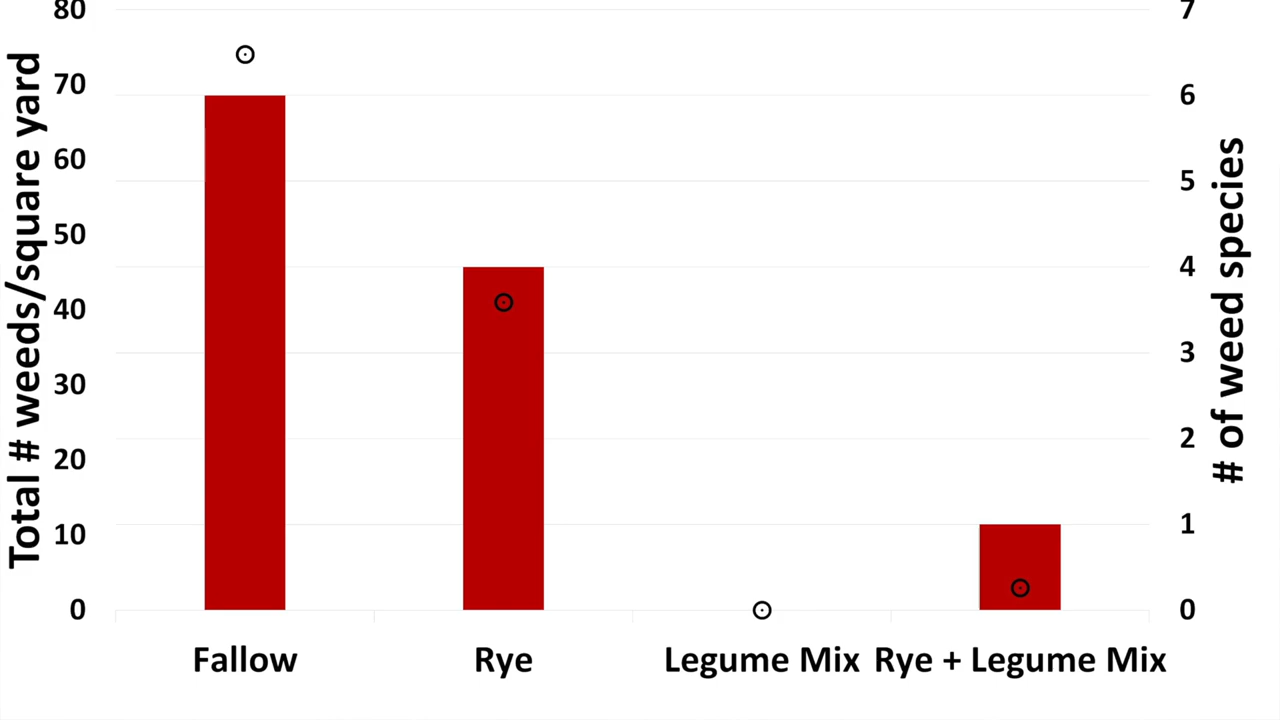 Total # weeds/square yard
80
70
60
50
40
30
20
10
0
7
6
5
4
3
2
1
0
# of weed species
Fallow
Rye
Legume Mix
Rye + Legume Mix